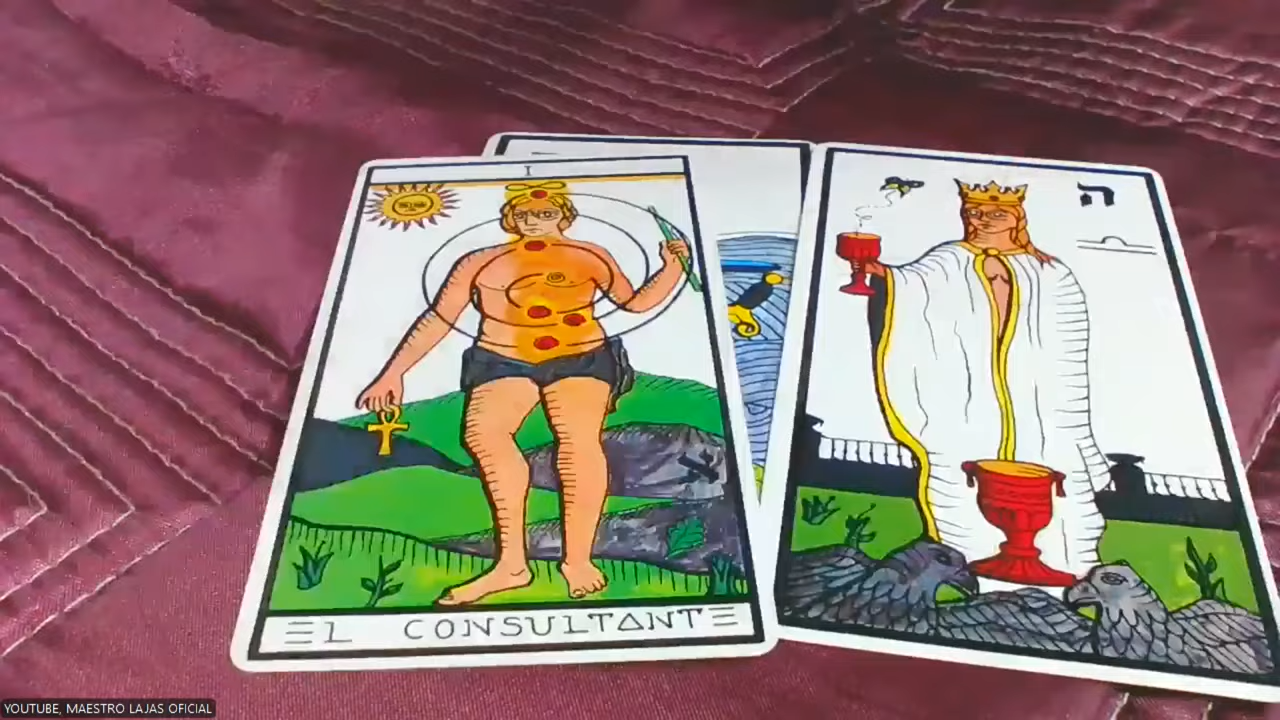 I
EL CONSULTANTE
ה
YOUTUBE, MAESTRO LAJAS OFICIAL